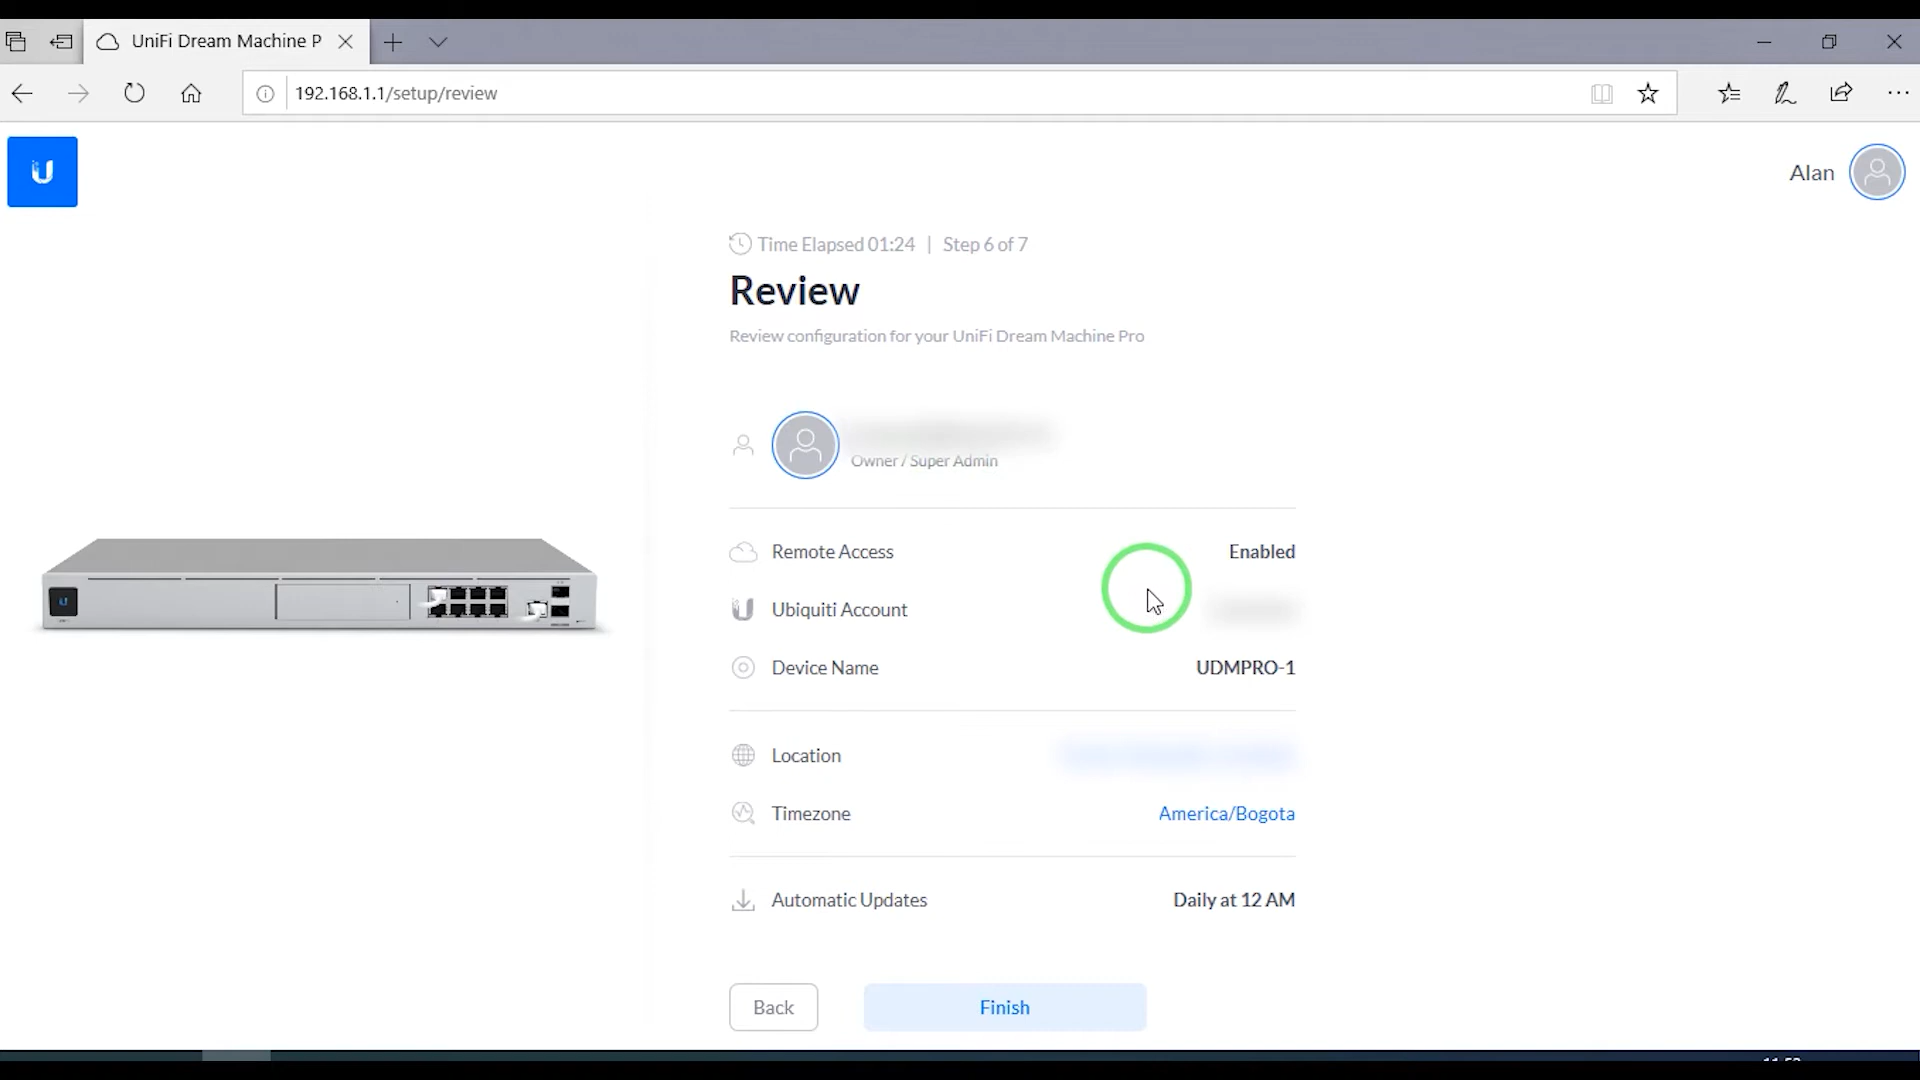 UniFi Dream Machine P
192.168.1.1/setup/review
Alan
Time Elapsed 01:24 | Step 6 of 7
Review
Review configuration for your UniFi Dream Machine Pro
Owner / Super Admin
Remote Access Enabled
Ubiquiti Account
Device Name UDMPRO-1
Location
Timezone America/Bogota
Automatic Updates Daily at 12 AM
Back Finish